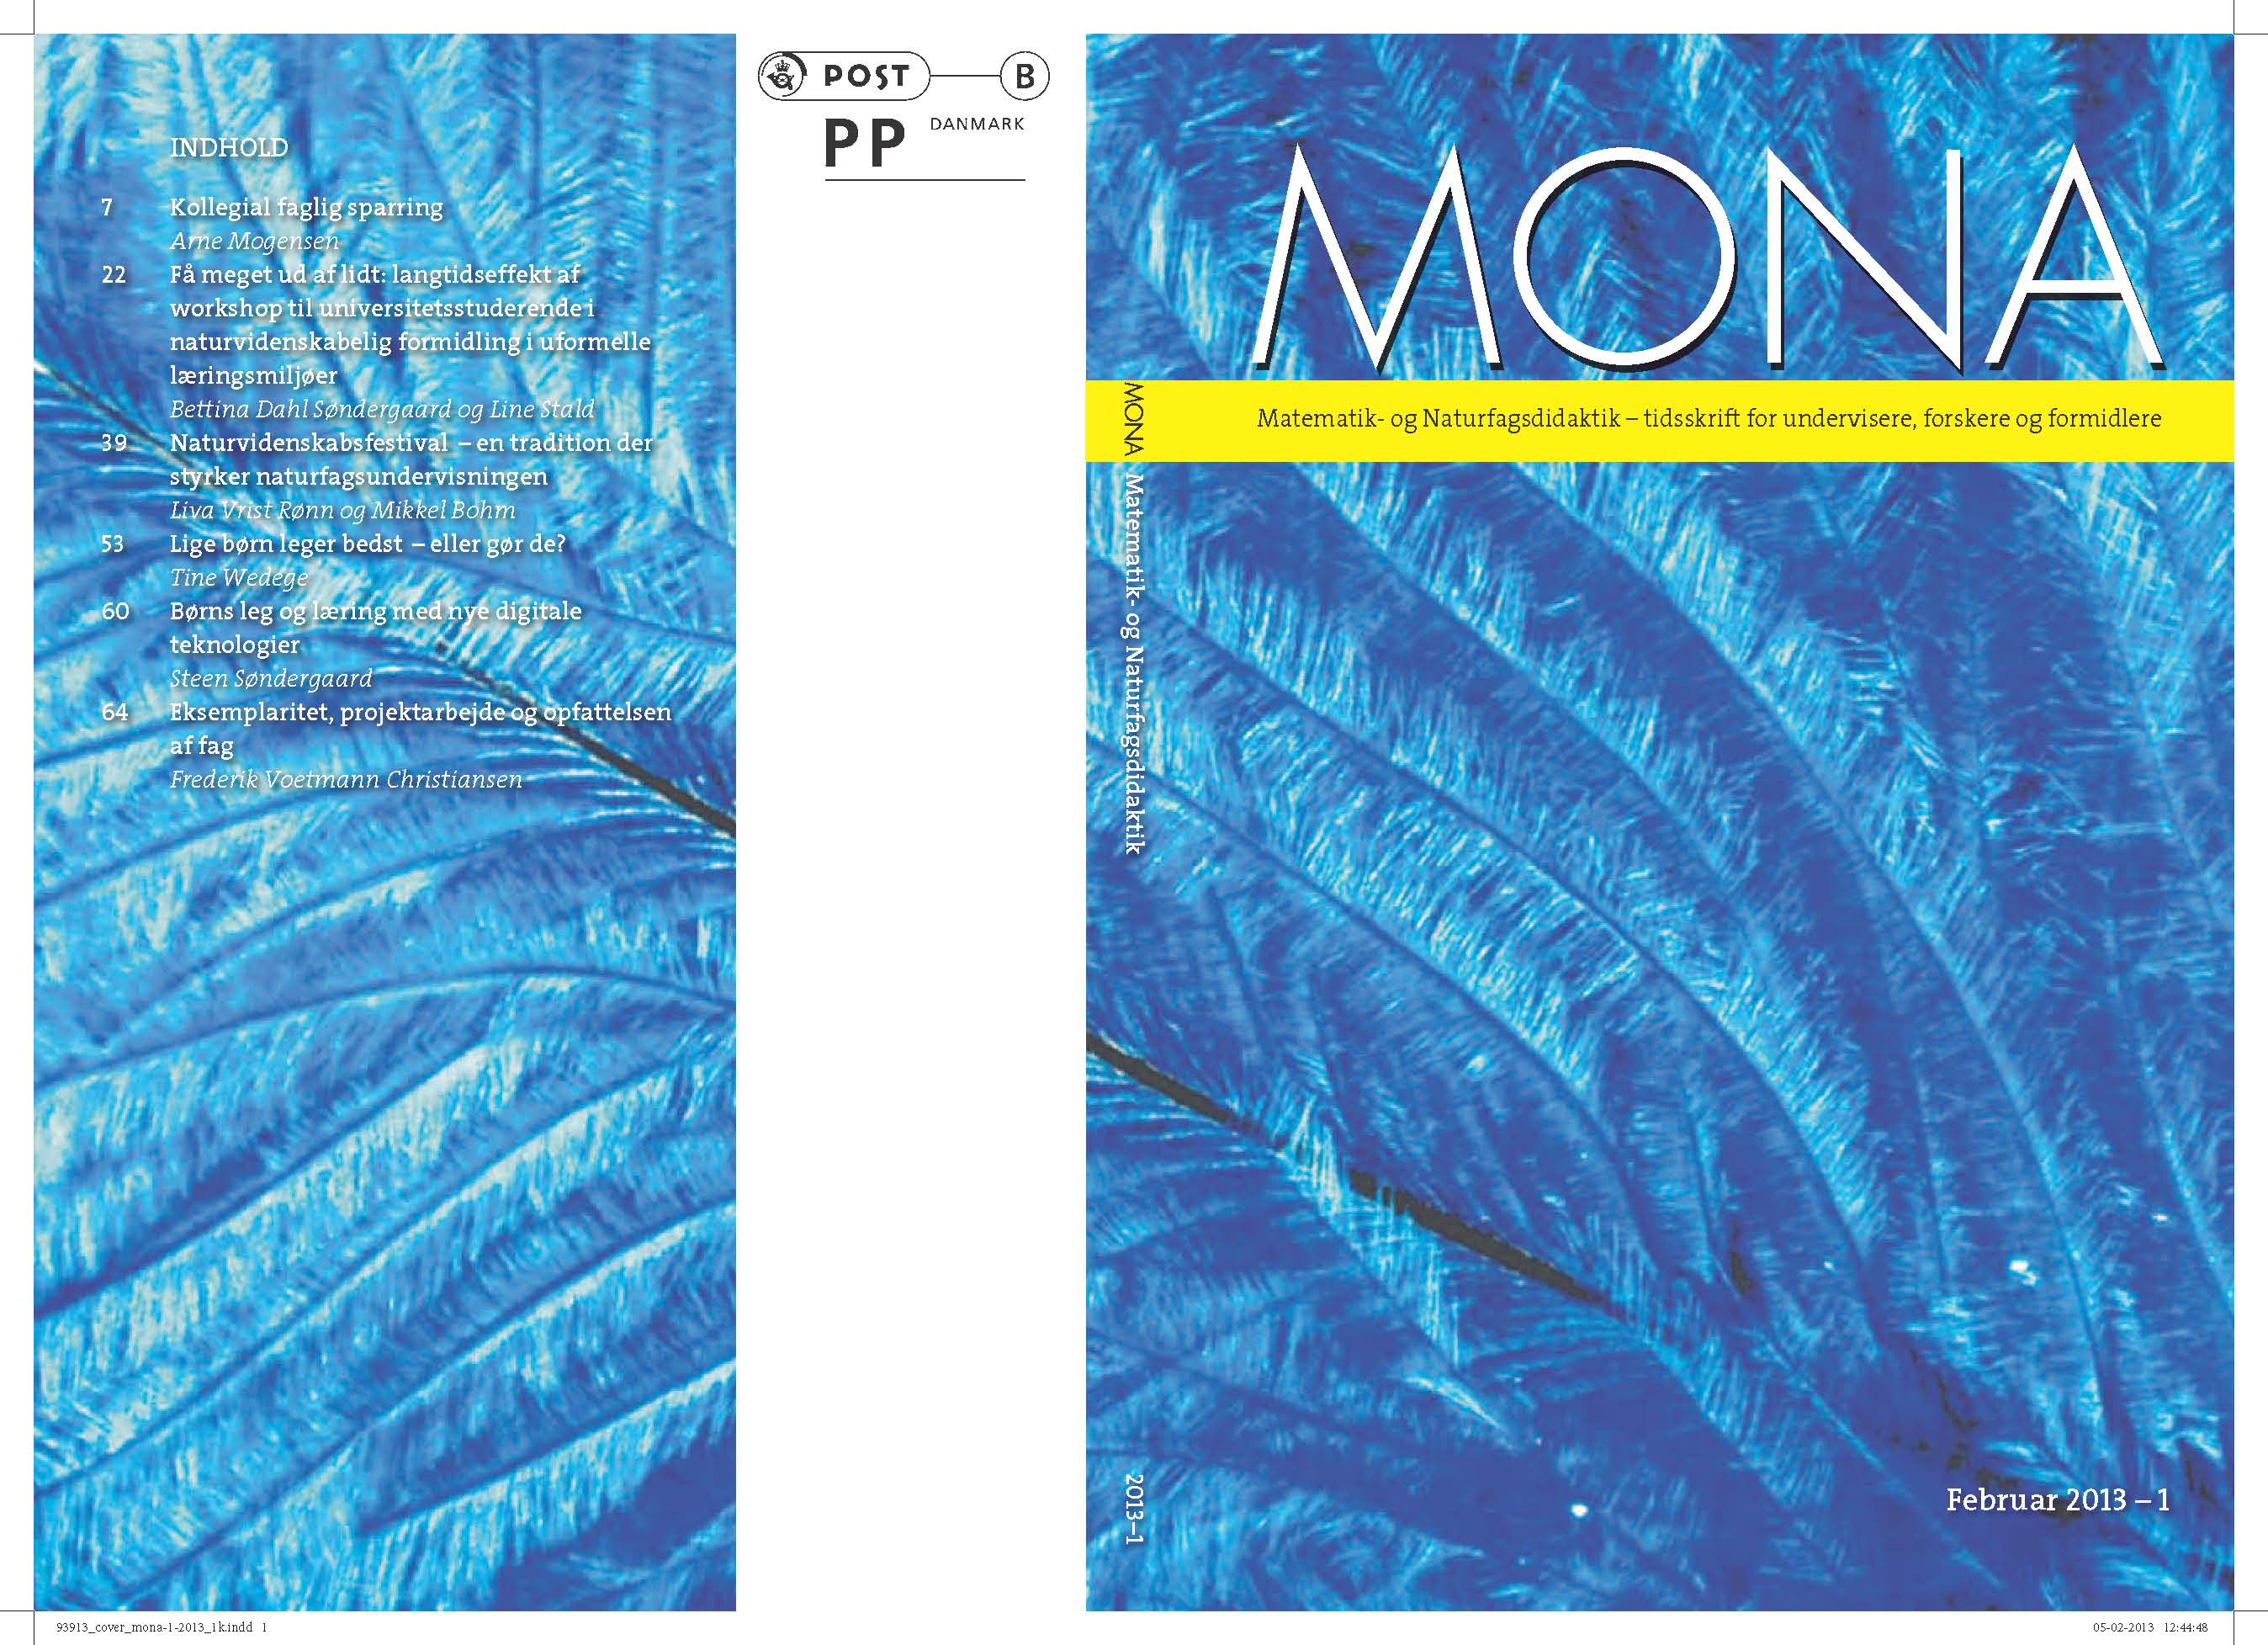 INDHOLD
7 Kollegial faglig sparring
Arne Mogensen
22 Få meget ud af lidt: langtidseffekt af
workshop til universitetsstuderende i
naturvidenskabelig formidling i uformelle
læringsmiljøer
Bettina Dahl Søndergaard og Line Stald
39 Naturvidenskabsfestival – en tradition der
styrker naturfagsundervisningen
Liva Vrist Rønn og Mikkel Bohm
53 Lige børn leger bedst – eller gør de?
Tine Wedege
60 Børns leg og læring med nye digitale
teknologier
Steen Søndergaard
64 Eksemplaritet, projektarbejde og opfattelsen
af fag
Frederik Voetmann Christiansen
POST B
PP DANMARK
MONA Matematik- og Naturfagsdidaktik
2013–1
MONA
Matematik- og Naturfagsdidaktik – tidsskrift for undervisere, forskere og formidlere
Februar 2013 – 1
93913_cover_mona-1-2013_1k.indd 1
05-02-2013 12:44:48